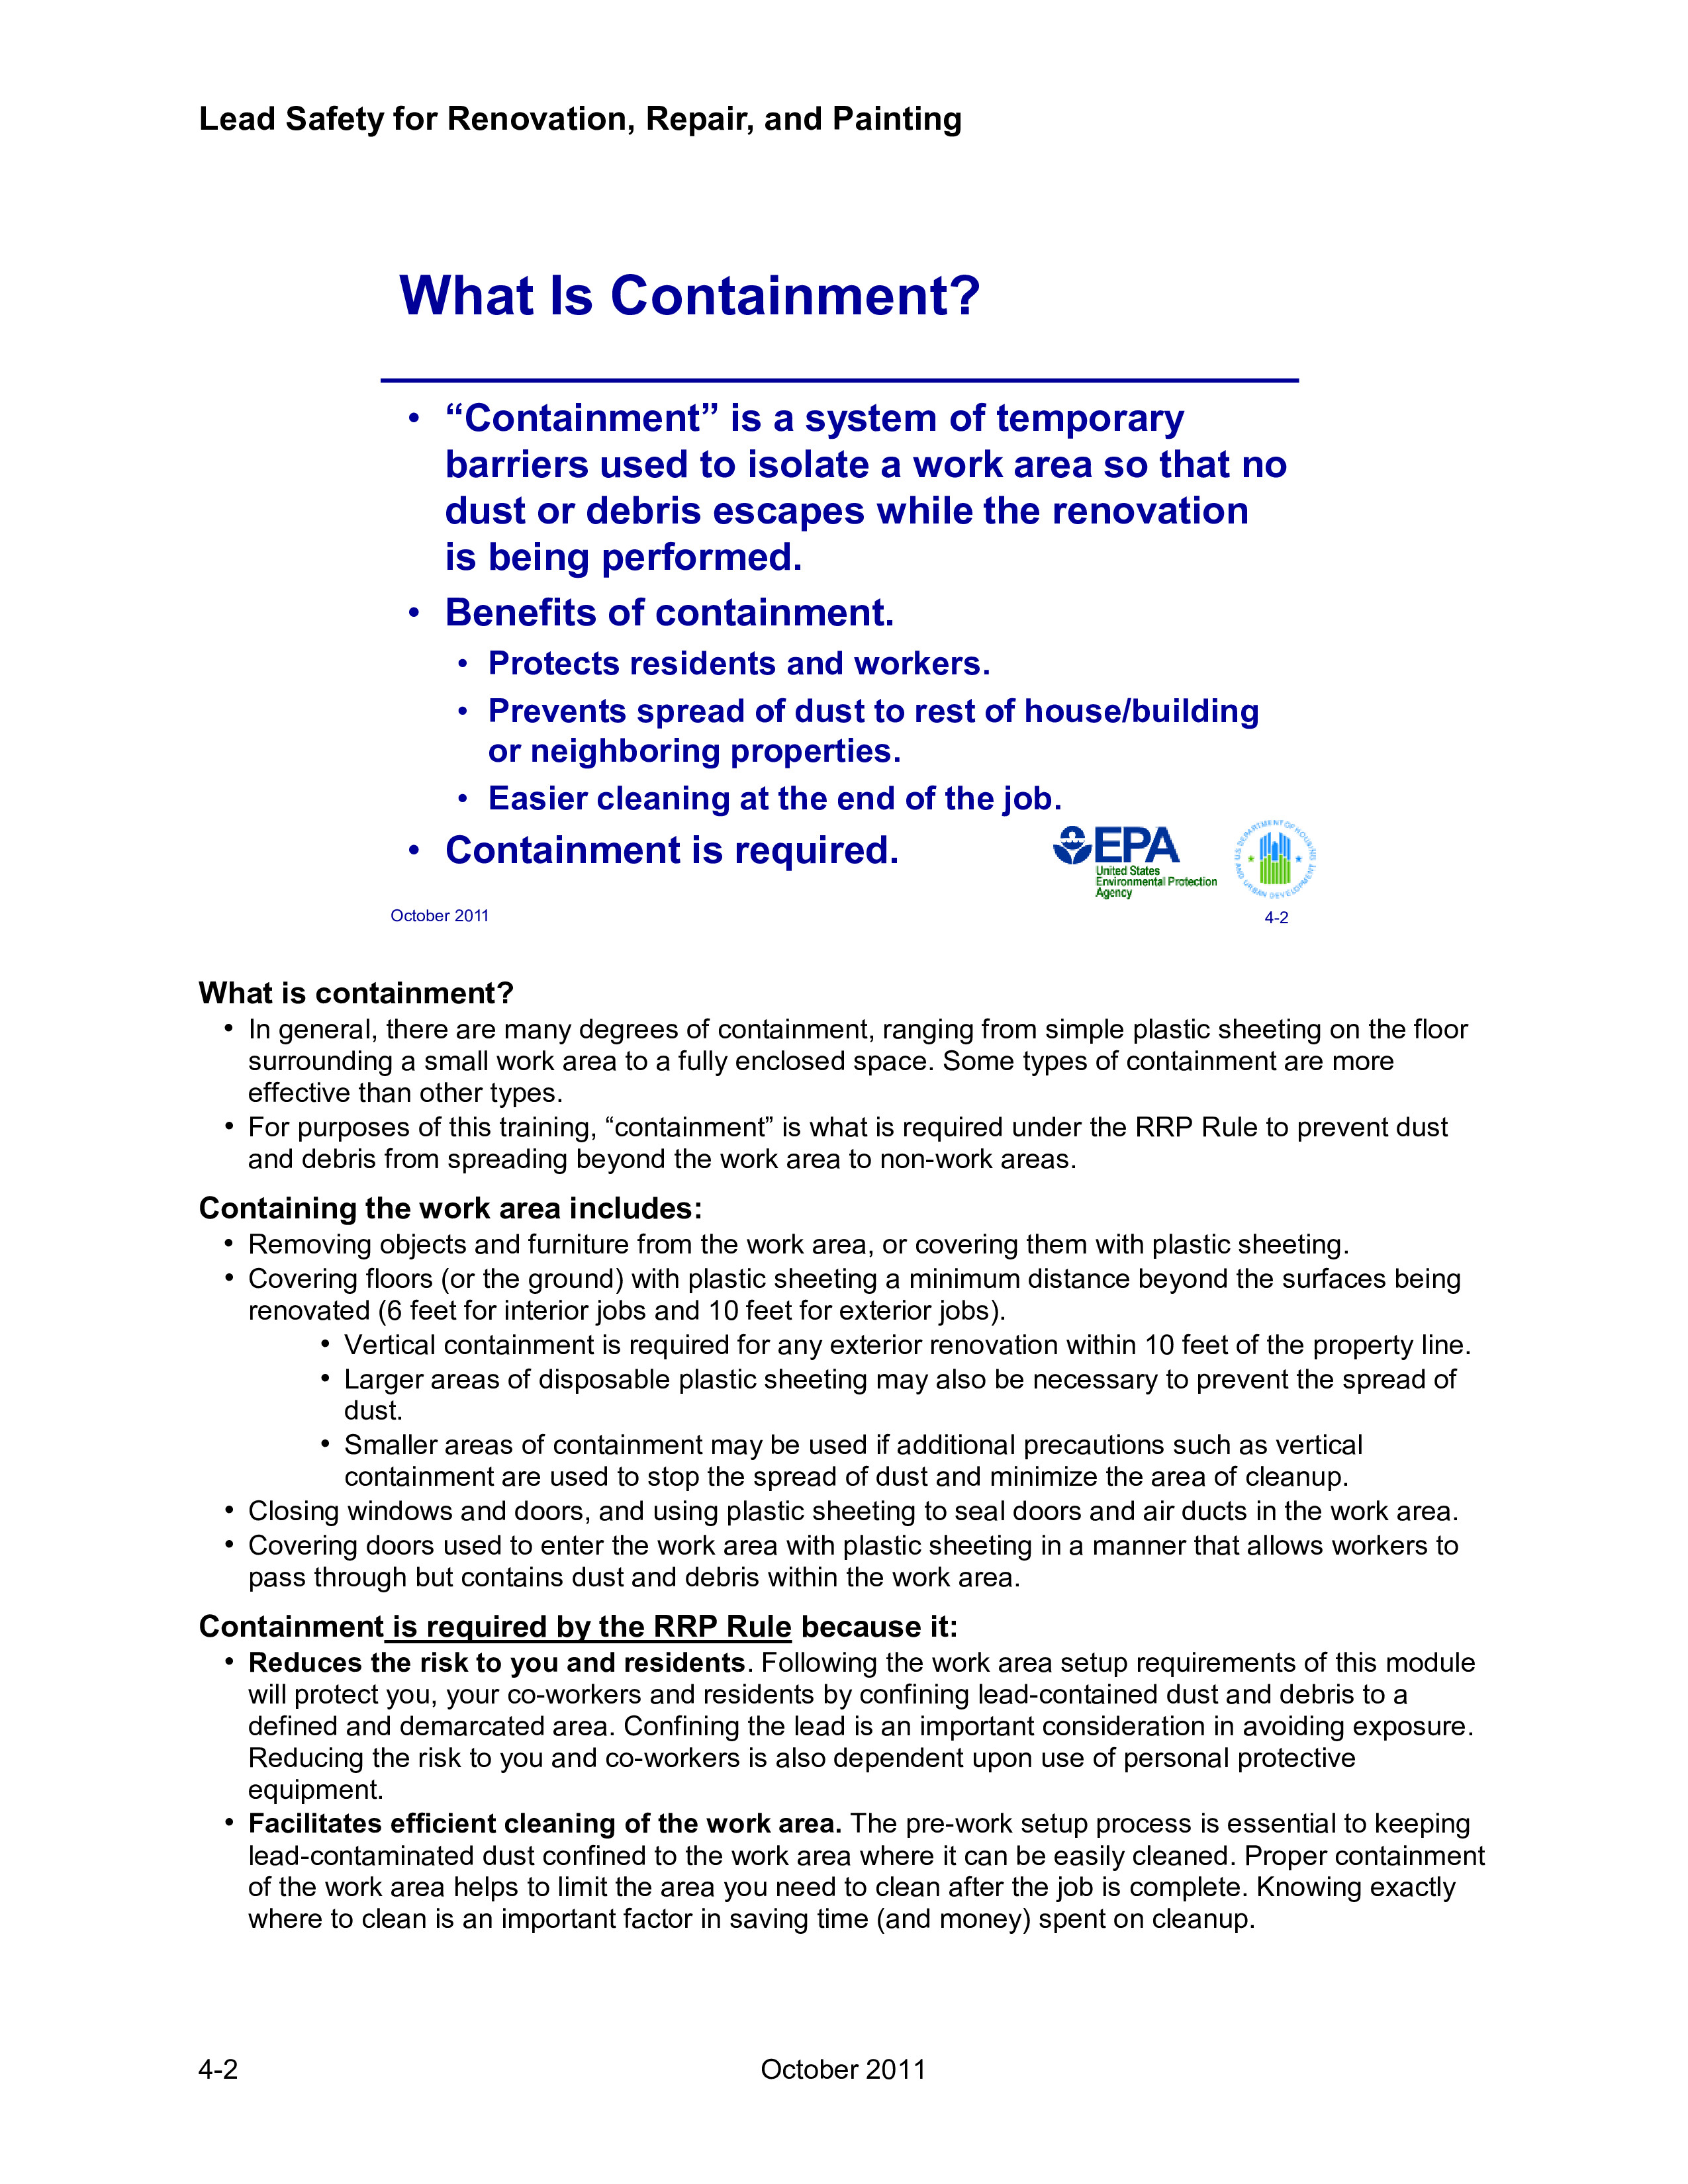 Lead Safety for Renovation, Repair, and Painting
What Is Containment?
• “Containment” is a system of temporary
barriers used to isolate a work area so that no
dust or debris escapes while the renovation
is being performed.
• Benefits of containment.
• Protects residents and workers.
• Prevents spread of dust to rest of house/building
or neighboring properties.
• Easier cleaning at the end of the job.
• Containment is required.
EPA
United States
Environmental Protection
Agency
U.S. DEPARTMENT OF HOUSING
AND URBAN DEVELOPMENT
October 2011
4-2
What is containment?
• In general, there are many degrees of containment, ranging from simple plastic sheeting on the floor
surrounding a small work area to a fully enclosed space. Some types of containment are more
effective than other types.
• For purposes of this training, “containment” is what is required under the RRP Rule to prevent dust
and debris from spreading beyond the work area to non-work areas.
Containing the work area includes:
• Removing objects and furniture from the work area, or covering them with plastic sheeting.
• Covering floors (or the ground) with plastic sheeting a minimum distance beyond the surfaces being
renovated (6 feet for interior jobs and 10 feet for exterior jobs).
• Vertical containment is required for any exterior renovation within 10 feet of the property line.
• Larger areas of disposable plastic sheeting may also be necessary to prevent the spread of
dust.
• Smaller areas of containment may be used if additional precautions such as vertical
containment are used to stop the spread of dust and minimize the area of cleanup.
• Closing windows and doors, and using plastic sheeting to seal doors and air ducts in the work area.
• Covering doors used to enter the work area with plastic sheeting in a manner that allows workers to
pass through but contains dust and debris within the work area.
Containment is required by the RRP Rule because it:
• Reduces the risk to you and residents. Following the work area setup requirements of this module
will protect you, your co-workers and residents by confining lead-contained dust and debris to a
defined and demarcated area. Confining the lead is an important consideration in avoiding exposure.
Reducing the risk to you and co-workers is also dependent upon use of personal protective
equipment.
• Facilitates efficient cleaning of the work area. The pre-work setup process is essential to keeping
lead-contaminated dust confined to the work area where it can be easily cleaned. Proper containment
of the work area helps to limit the area you need to clean after the job is complete. Knowing exactly
where to clean is an important factor in saving time (and money) spent on cleanup.
4-2
October 2011